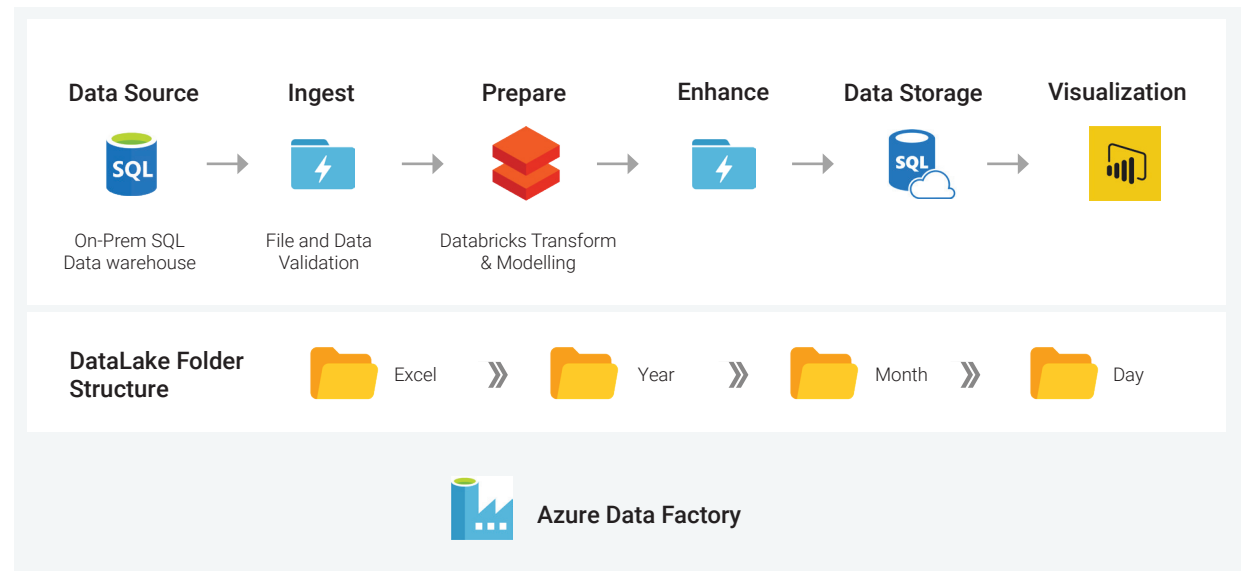 Data Source
Ingest
Prepare
Enhance
Data Storage
Visualization
SQL
SQL
On-Prem SQL
Data warehouse
File and Data
Validation
Databricks Transform
& Modelling
DataLake Folder
Structure
Excel
Year
Month
Day
Azure Data Factory